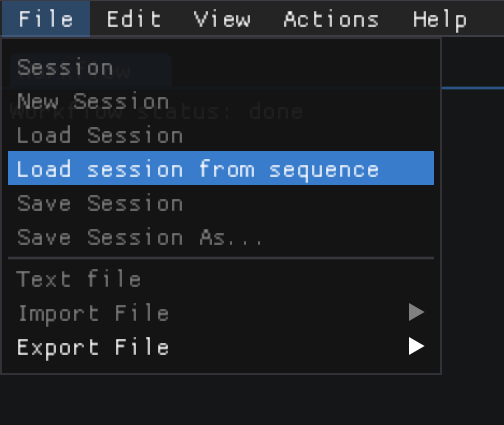 File Edit View Actions Help
Session
New Session
Workflow status: done
Load Session
Load session from sequence
Save Session
Save Session As...
Text file
Import File
Export File